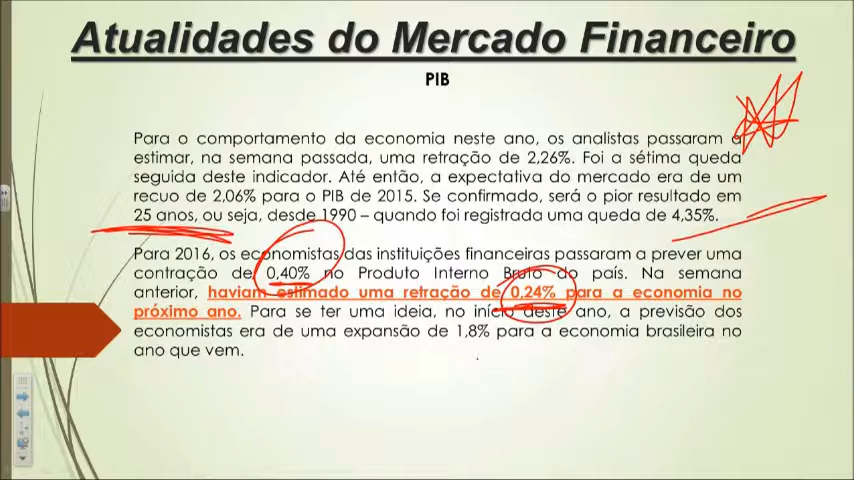 Atualidades do Mercado Financeiro
PIB
Para o comportamento da economia neste ano, os analistas passaram a
estimar, na semana passada, uma retração de 2,26%. Foi a sétima queda
seguida deste indicador. Até então, a expectativa do mercado era de um
recuo de 2,06% para o PIB de 2015. Se confirmado, será o pior resultado em
25 anos, ou seja, desde 1990 – quando foi registrada uma queda de 4,35%.
Para 2016, os economistas das instituições financeiras passaram a prever uma
contração de 0,40% no Produto Interno Bruto do país. Na semana
anterior, haviam estimado uma retração de 0,24% para a economia no
próximo ano. Para se ter uma ideia, no início deste ano, a previsão dos
economistas era de uma expansão de 1,8% para a economia brasileira no
ano que vem.